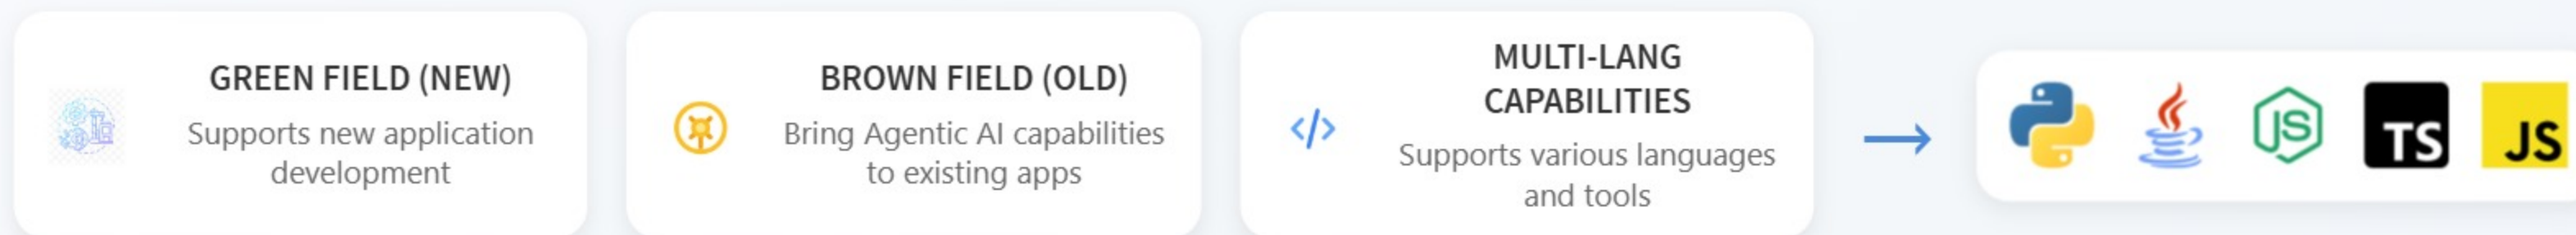 GREEN FIELD (NEW)
Supports new application
development
BROWN FIELD (OLD)
Bring Agentic AI capabilities
to existing apps
MULTI-LANG
CAPABILITIES
Supports various languages
and tools
JS
TS
JS